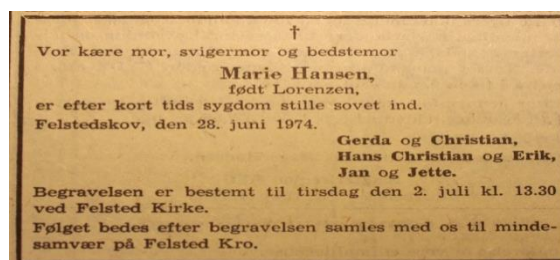 †
Vor kære mor, svigermor og bedstemor
Marie Hansen,
født Lorenzen,
er efter kort tids sygdom stille sovet ind.
Felstedskov, den 28. juni 1974.
Gerda og Christian,
Hans Christian og Erik,
Jan og Jette.
Begravelsen er bestemt til tirsdag den 2. juli kl. 13.30
ved Felsted Kirke.
Følget bedes efter begravelsen samles med os til minde-
samvær på Felsted Kro.